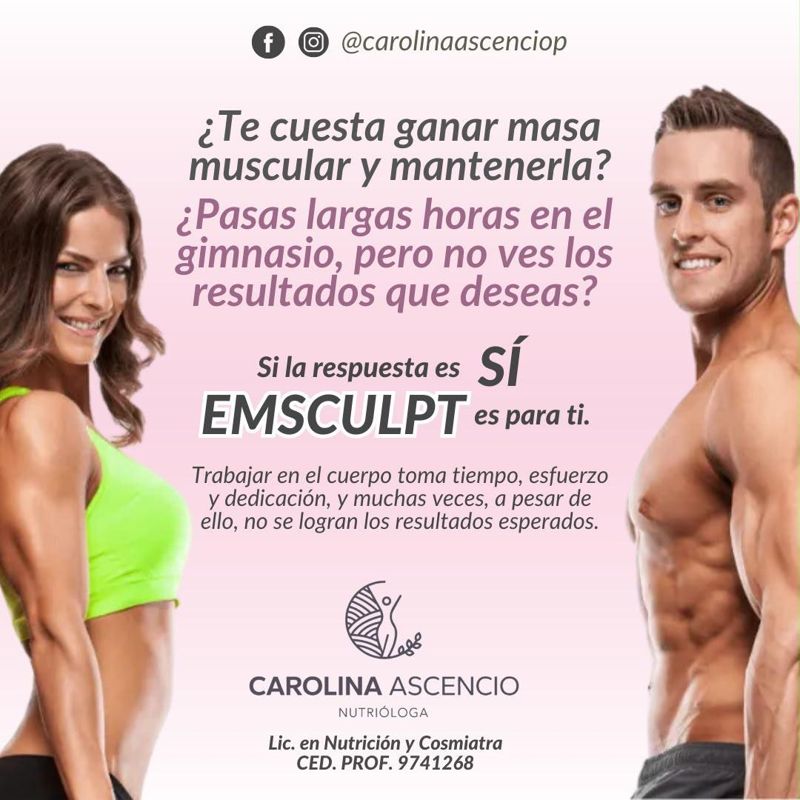 @carolinaascenciop
¿Te cuesta ganar masa
muscular y mantenerla?
¿Pasas largas horas en el
gimnasio, pero no ves los
resultados que deseas?
Si la respuesta es SÍ
EMSCULPT es para ti.
Trabajar en el cuerpo toma tiempo, esfuerzo
y dedicación, y muchas veces, a pesar de
ello, no se logran los resultados esperados.
CAROLINA ASCENCIO
NUTRIÓLOGA
Lic. en Nutrición y Cosmiatra
CED. PROF. 9741268